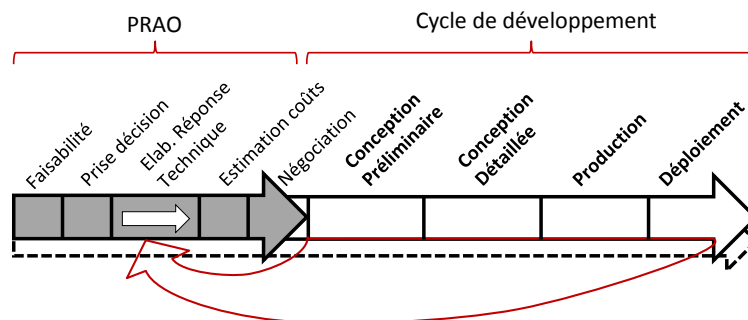 PRAO
Cycle de développement
Faisabilité
Prise décision
Elab. Réponse
Technique
Estimation coûts
Négociation
Conception
Préliminaire
Conception
Détaillée
Production
Déploiement